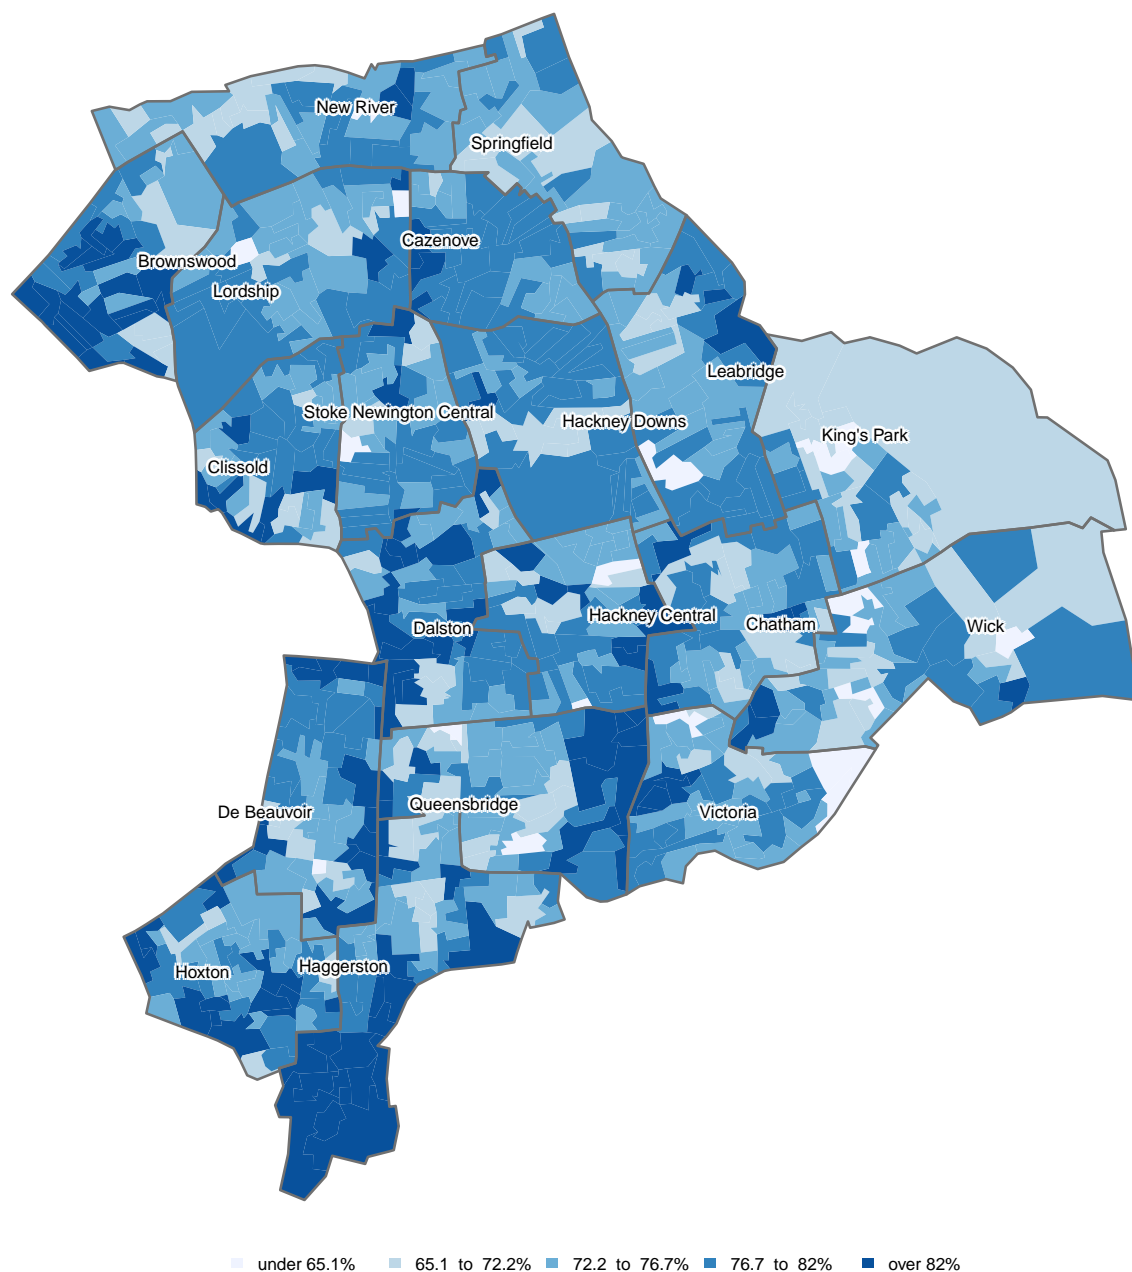 New River
Springfield
Cazenove
Brownswood
Lordship
Leabridge
Stoke Newington Central
Hackney Downs
King's Park
Clissold
Hackney Central
Chatham
Wick
Dalston
Queensbridge
De Beauvoir
Victoria
Haggerston
Hoxton
under 65.1% 65.1 to 72.2% 72.2 to 76.7% 76.7 to 82% over 82%